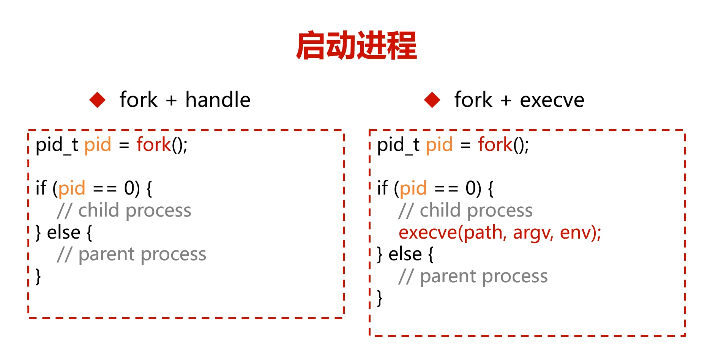 启动进程
◆ fork + handle
pid_t pid = fork();
if (pid == 0) {
// child process
} else {
// parent process
}
◆ fork + execve
pid_t pid = fork();
if (pid == 0) {
// child process
execve(path, argv, env);
} else {
// parent process
}